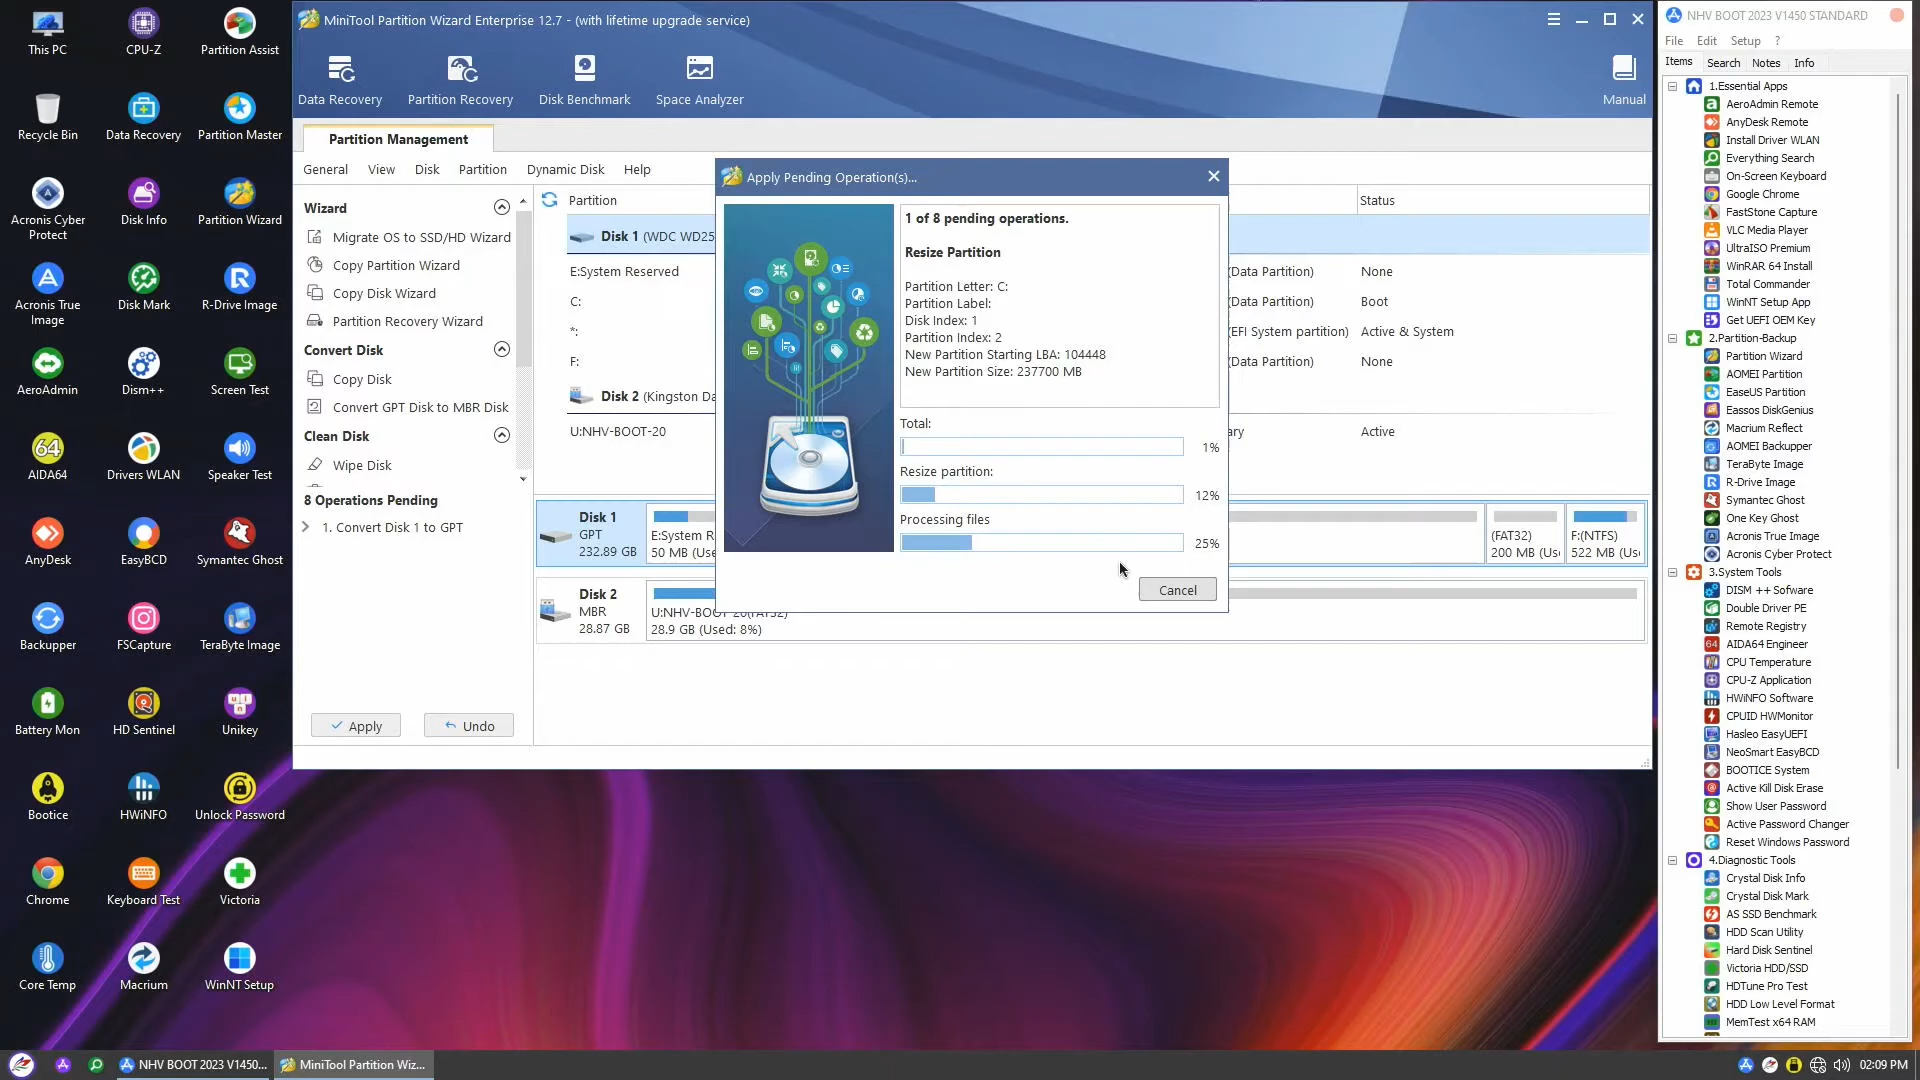 This PC
CPU-Z
Partition Assist
Recycle Bin
Data Recovery
Partition Master
Acronis Cyber
Protect
Disk Info
Partition Wizard
Acronis True
Image
Disk Mark
R-Drive Image
AeroAdmin
Dism++
Screen Test
64
AIDA64
Drivers WLAN
Speaker Test
AnyDesk
EasyBCD
Symantec Ghost
Backupper
FSCapture
TeraByte Image
Battery Mon
HD Sentinel
Unikey
Bootice
HWiNFO
Unlock Password
Chrome
Keyboard Test
Victoria
Core Temp
Macrium
WinNT Setup
MiniTool Partition Wizard Enterprise 12.7 - (with lifetime upgrade service)
Data Recovery
Partition Recovery
Disk Benchmark
Space Analyzer
Manual
Partition Management
General
View
Disk
Partition
Dynamic Disk
Help
Wizard
Migrate OS to SSD/HD Wizard
Copy Partition Wizard
Copy Disk Wizard
Partition Recovery Wizard
Convert Disk
Copy Disk
Convert GPT Disk to MBR Disk
Clean Disk
Wipe Disk
8 Operations Pending
1. Convert Disk 1 to GPT
Apply
Undo
Partition
Status
Disk 1 (WDC WD25
E:System Reserved
(Data Partition)
None
C:
(Data Partition)
Boot
*:
(EFI System partition)
Active & System
F:
(Data Partition)
None
Disk 2 (Kingston Da
U:NHV-BOOT-20
ary
Active
Disk 1
GPT
232.89 GB
E:System R
50 MB (Use
(FAT32)
200 MB (Us
F:(NTFS)
522 MB (Us
Disk 2
MBR
28.87 GB
U:NHV-BOOT-20(FAT32)
28.9 GB (Used: 8%)
Apply Pending Operation(s)...
1 of 8 pending operations.
Resize Partition
Partition Letter: C:
Partition Label:
Disk Index: 1
Partition Index: 2
New Partition Starting LBA: 104448
New Partition Size: 237700 MB
Total:
1%
Resize partition:
12%
Processing files
25%
Cancel
NHV BOOT 2023 V1450 STANDARD
File
Edit
Setup
?
Items
Search
Notes
Info
1.Essential Apps
AeroAdmin Remote
AnyDesk Remote
Install Driver WLAN
Everything Search
On-Screen Keyboard
Google Chrome
FastStone Capture
VLC Media Player
UltraISO Premium
WinRAR 64 Install
Total Commander
WinNT Setup App
Get UEFI OEM Key
2.Partition-Backup
Partition Wizard
AOMEI Partition
EaseUS Partition
Eassos DiskGenius
Macrium Reflect
AOMEI Backupper
TeraByte Image
R-Drive Image
Symantec Ghost
One Key Ghost
Acronis True Image
Acronis Cyber Protect
3.System Tools
DISM ++ Sofware
Double Driver PE
Remote Registry
AIDA64 Engineer
CPU Temperature
CPU-Z Application
HWiNFO Software
CPUID HWMonitor
Hasleo EasyUEFI
NeoSmart EasyBCD
BOOTICE System
Active Kill Disk Erase
Show User Password
Active Password Changer
Reset Windows Password
4.Diagnostic Tools
Crystal Disk Info
Crystal Disk Mark
AS SSD Benchmark
HDD Scan Utility
Hard Disk Sentinel
Victoria HDD/SSD
HDTune Pro Test
HDD Low Level Format
MemTest x64 RAM
NHV BOOT 2023 V1450...
MiniTool Partition Wiz...
02:09 PM